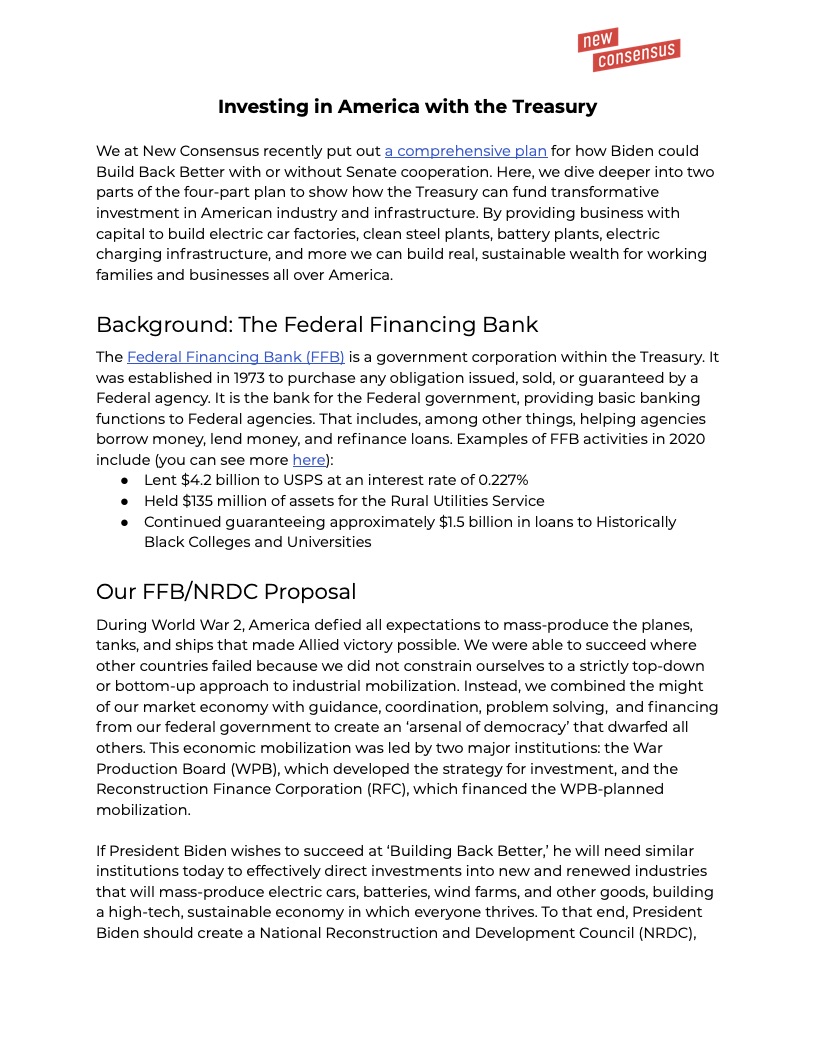 new
consensus
Investing in America with the Treasury
We at New Consensus recently put out a comprehensive plan for how Biden could
Build Back Better with or without Senate cooperation. Here, we dive deeper into two
parts of the four-part plan to show how the Treasury can fund transformative
investment in American industry and infrastructure. By providing business with
capital to build electric car factories, clean steel plants, battery plants, electric
charging infrastructure, and more we can build real, sustainable wealth for working
families and businesses all over America.
Background: The Federal Financing Bank
The Federal Financing Bank (FFB) is a government corporation within the Treasury. It
was established in 1973 to purchase any obligation issued, sold, or guaranteed by a
Federal agency. It is the bank for the Federal government, providing basic banking
functions to Federal agencies. That includes, among other things, helping agencies
borrow money, lend money, and refinance loans. Examples of FFB activities in 2020
include (you can see more here):
● Lent $4.2 billion to USPS at an interest rate of 0.227%
● Held $135 million of assets for the Rural Utilities Service
● Continued guaranteeing approximately $1.5 billion in loans to Historically
Black Colleges and Universities
Our FFB/NRDC Proposal
During World War 2, America defied all expectations to mass-produce the planes,
tanks, and ships that made Allied victory possible. We were able to succeed where
other countries failed because we did not constrain ourselves to a strictly top-down
or bottom-up approach to industrial mobilization. Instead, we combined the might
of our market economy with guidance, coordination, problem solving,  and financing
from our federal government to create an ‘arsenal of democracy’ that dwarfed all
others. This economic mobilization was led by two major institutions: the War
Production Board (WPB), which developed the strategy for investment, and the
Reconstruction Finance Corporation (RFC), which financed the WPB-planned
mobilization.
If President Biden wishes to succeed at ‘Building Back Better,’ he will need similar
institutions today to effectively direct investments into new and renewed industries
that will mass-produce electric cars, batteries, wind farms, and other goods, building
a high-tech, sustainable economy in which everyone thrives. To that end, President
Biden should create a National Reconstruction and Development Council (NRDC),